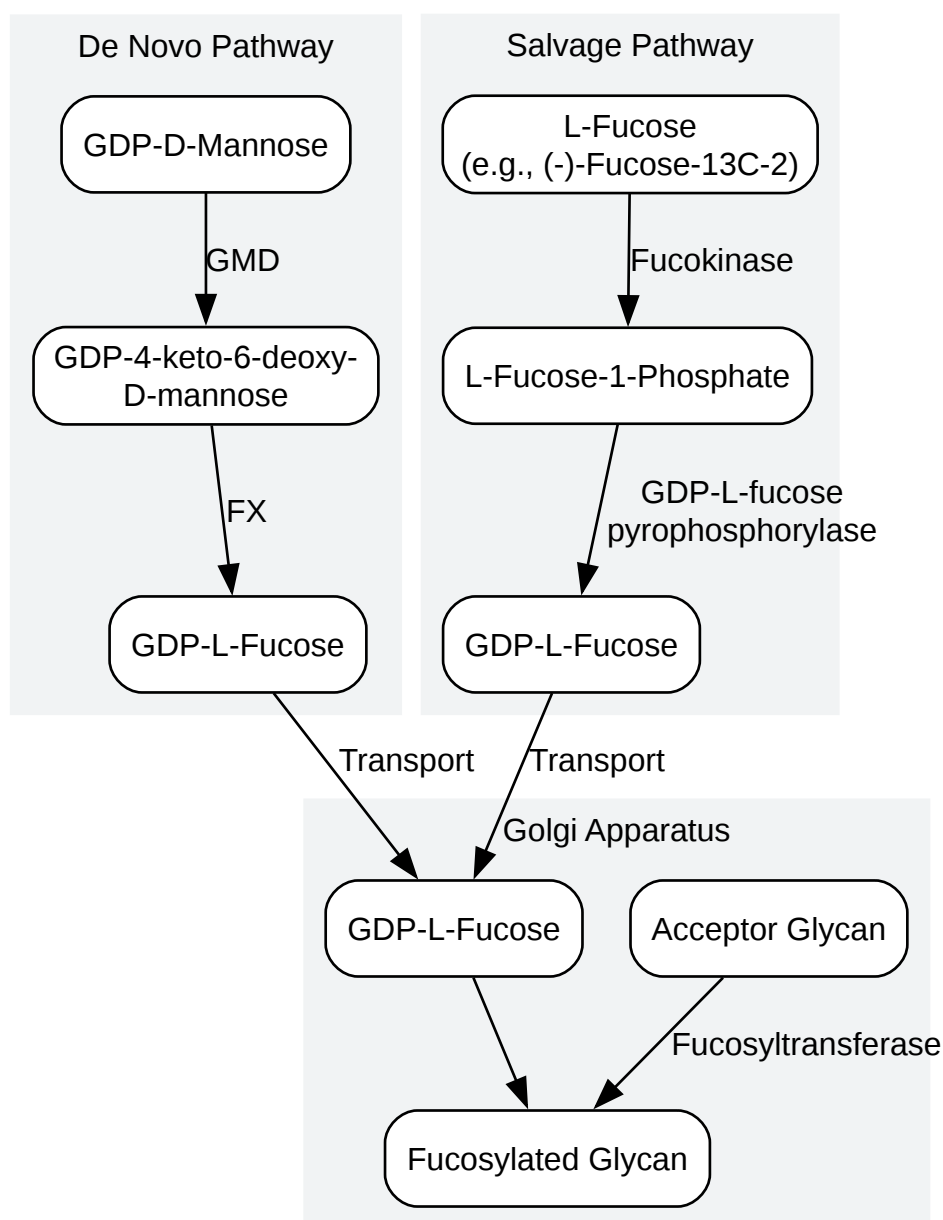 De Novo Pathway
GDP-D-Mannose
GMD
GDP-4-keto-6-deoxy-
D-mannose
FX
GDP-L-Fucose
Transport
Salvage Pathway
L-Fucose
(e.g., (-)-Fucose-13C-2)
Fucokinase
L-Fucose-1-Phosphate
GDP-L-fucose
pyrophosphorylase
GDP-L-Fucose
Transport
Golgi Apparatus
GDP-L-Fucose
Acceptor Glycan
Fucosyltransferase
Fucosylated Glycan